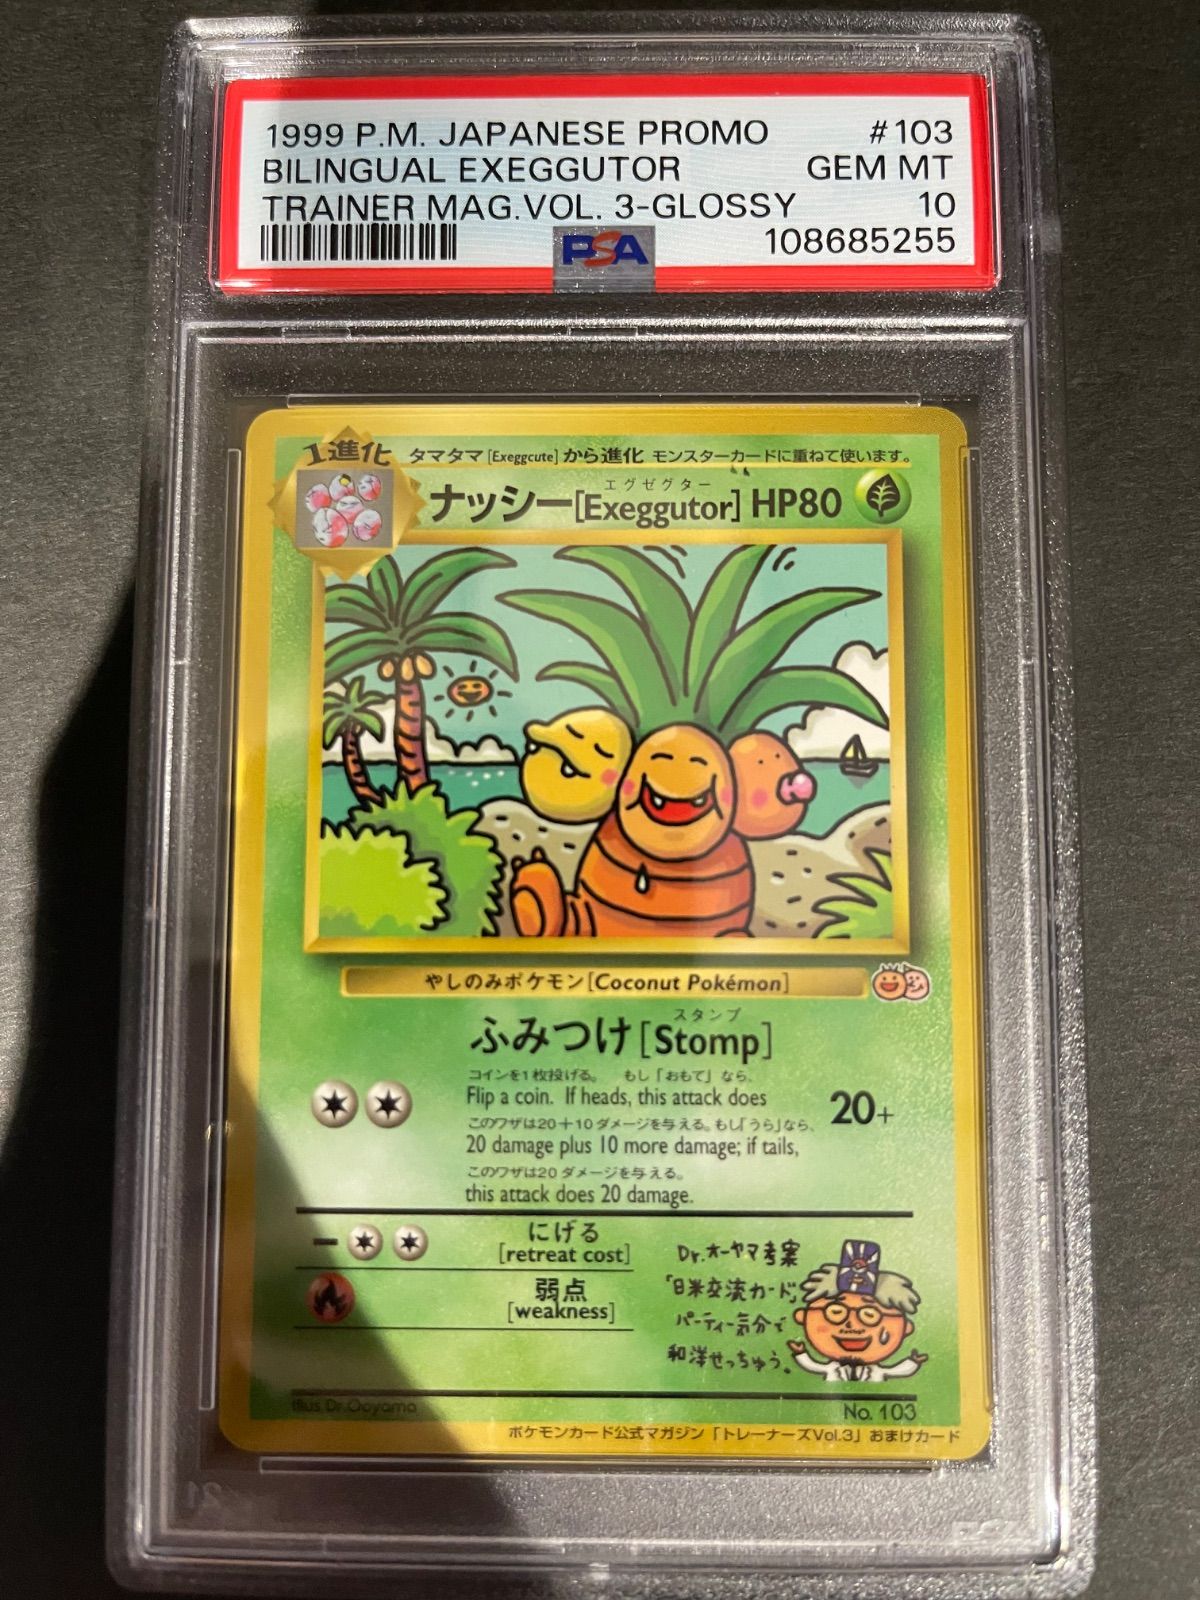 1999 P.M. JAPANESE PROMO #103
BILINGUAL EXEGGUTOR GEM MT
TRAINER MAG.VOL. 3-GLOSSY 10
PSA 108685255
1進化 タマタマ[Exeggcute]から進化 モンスターカードに重ねて使います。
エグゼグター
ナッシー[Exeggutor] HP80
やしのみポケモン[Coconut Pokémon]
スタンプ
ふみつけ[Stomp]
コインを1枚投げる。 もし「おもて」なら、
Flip a coin. If heads, this attack does
20+
このワザは20+10ダメージを与える。もし「うら」なら、
20 damage plus 10 more damage; if tails,
このワザは20ダメージを与える。
this attack does 20 damage.
にげる
[retreat cost]
弱点
[weakness]
Dr.オーヤマ考案
「日米交流カード」
パーティー気分で
和洋せっちゅう。
Illus Dr.Ooyama No. 103
ポケモンカード公式マガジン「トレーナーズVol.3」おまけカード